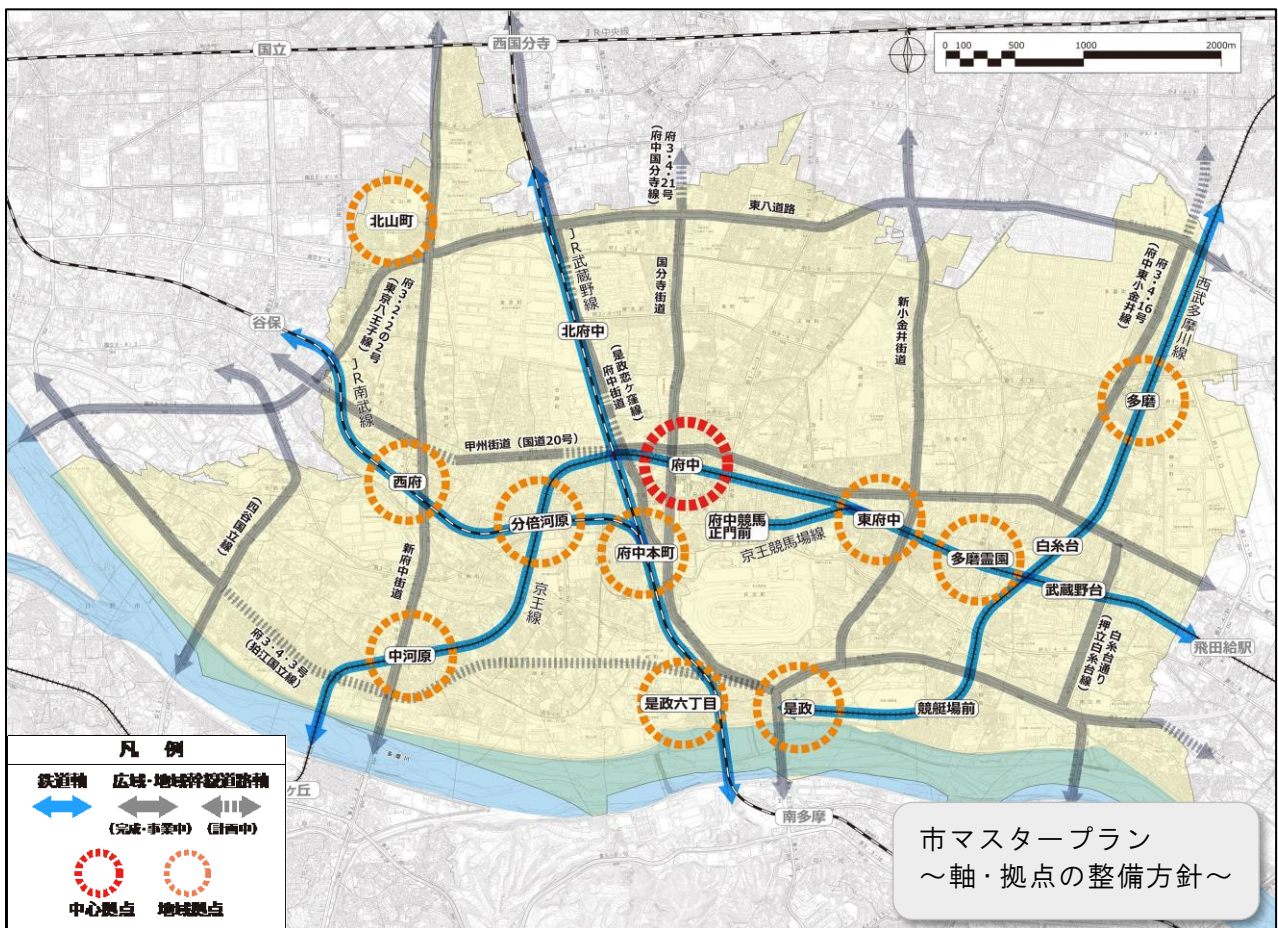 国立
西国分寺
JR中央線
0 100 500 1000 2000m
府3・4・21号
(府中国分寺線)
東八道路
北山町
JR武蔵野線
国分寺街道
新小金井街道
府3・4・16号
(府中東小金井線)
西武多摩川線
府3・2・2の2号
(東京八王子線)
谷保
JR南武線
北府中
(是政恋ケ窪線)
府中街道
多磨
甲州街道(国道20号)
府中
西府
分倍河原
府中競馬
正門前
東府中
京王競馬場線
府中本町
多磨霊園
白糸台
武蔵野台
飛田給駅
(四谷国立線)
新府中街道
京王線
白糸台通り
(押立白糸台線)
府3・4・3号
(狛江国立線)
中河原
是政六丁目
是政
競艇場前
多摩川
ケ丘
南多摩
凡 例
鉄道軸 広域・地域幹線道路軸
(完成・事業中) (計画中)
中心拠点 地域拠点
市マスタープラン
～軸・拠点の整備方針～